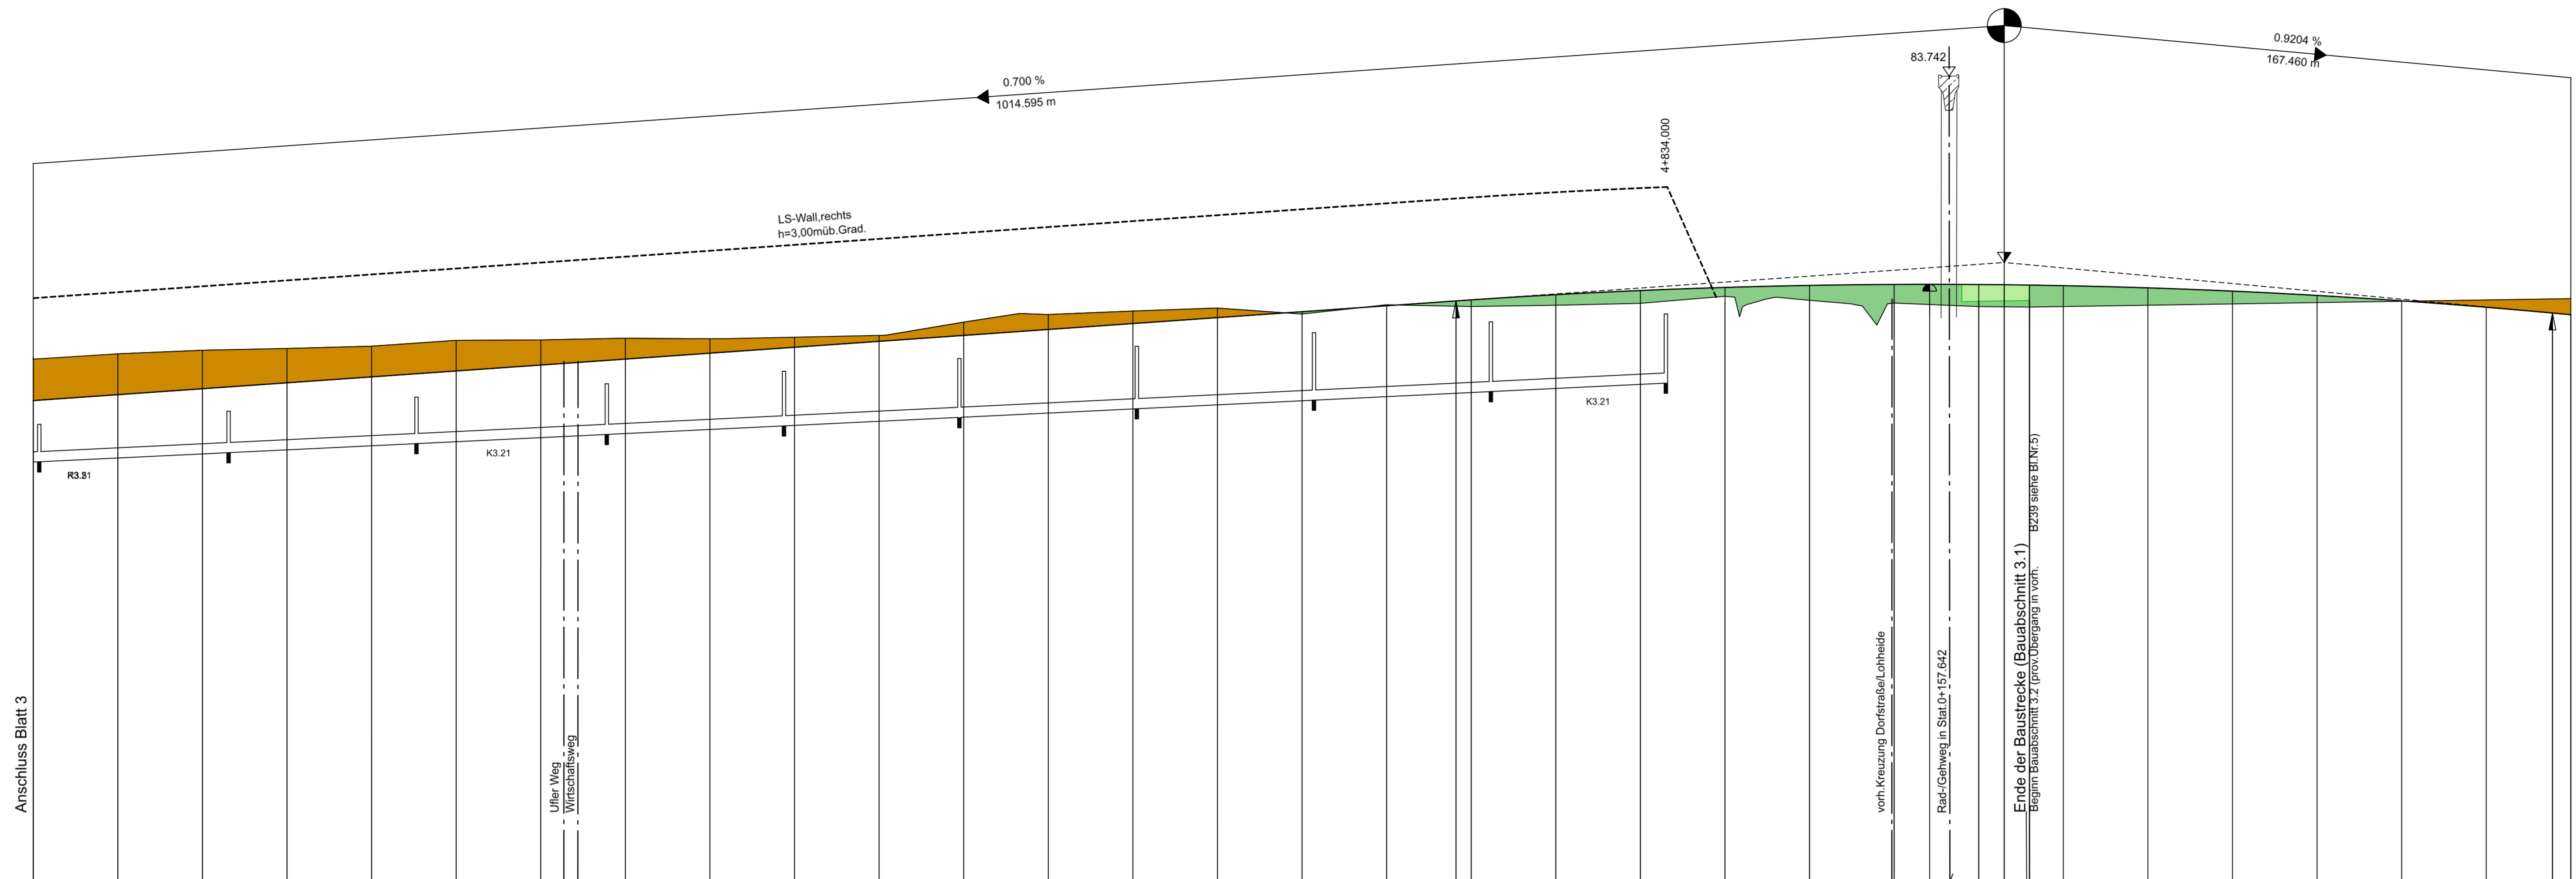 0.9204 %
167.460 m
83.742
0.700 %
1014.595 m
4+834,000
LS-Wall,rechts
h=3,00müb.Grad.
K3.21
K3.21
Anschluss Blatt 3
Ufler Weg
Wirtschaftsweg
vorh.Kreuzung Dorfstraße/Lohheide
Rad-/Gehweg in Stat.0+157.642
Ende der Baustrecke (Bauabschnitt 3.1)
Beginn Bauabschnitt 3.2 (prov.Übergang in vorh. B239 siehe Bl.Nr.5)